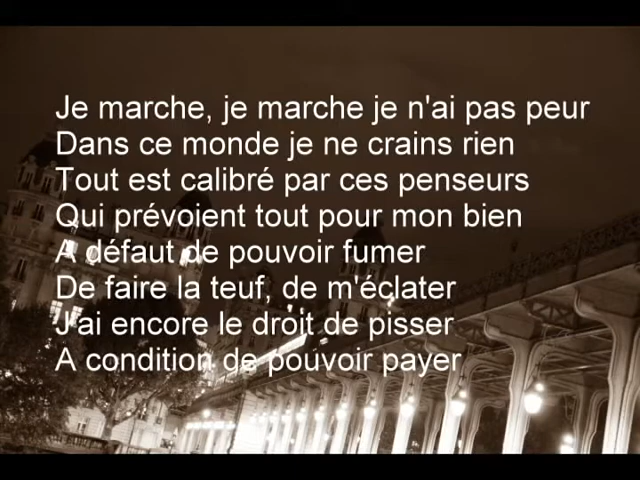 Je marche, je marche je n'ai pas peur
Dans ce monde je ne crains rien
Tout est calibré par ces penseurs
Qui prévoient tout pour mon bien
A défaut de pouvoir fumer
De faire la teuf, de m'éclater
J'ai encore le droit de pisser
A condition de pouvoir payer